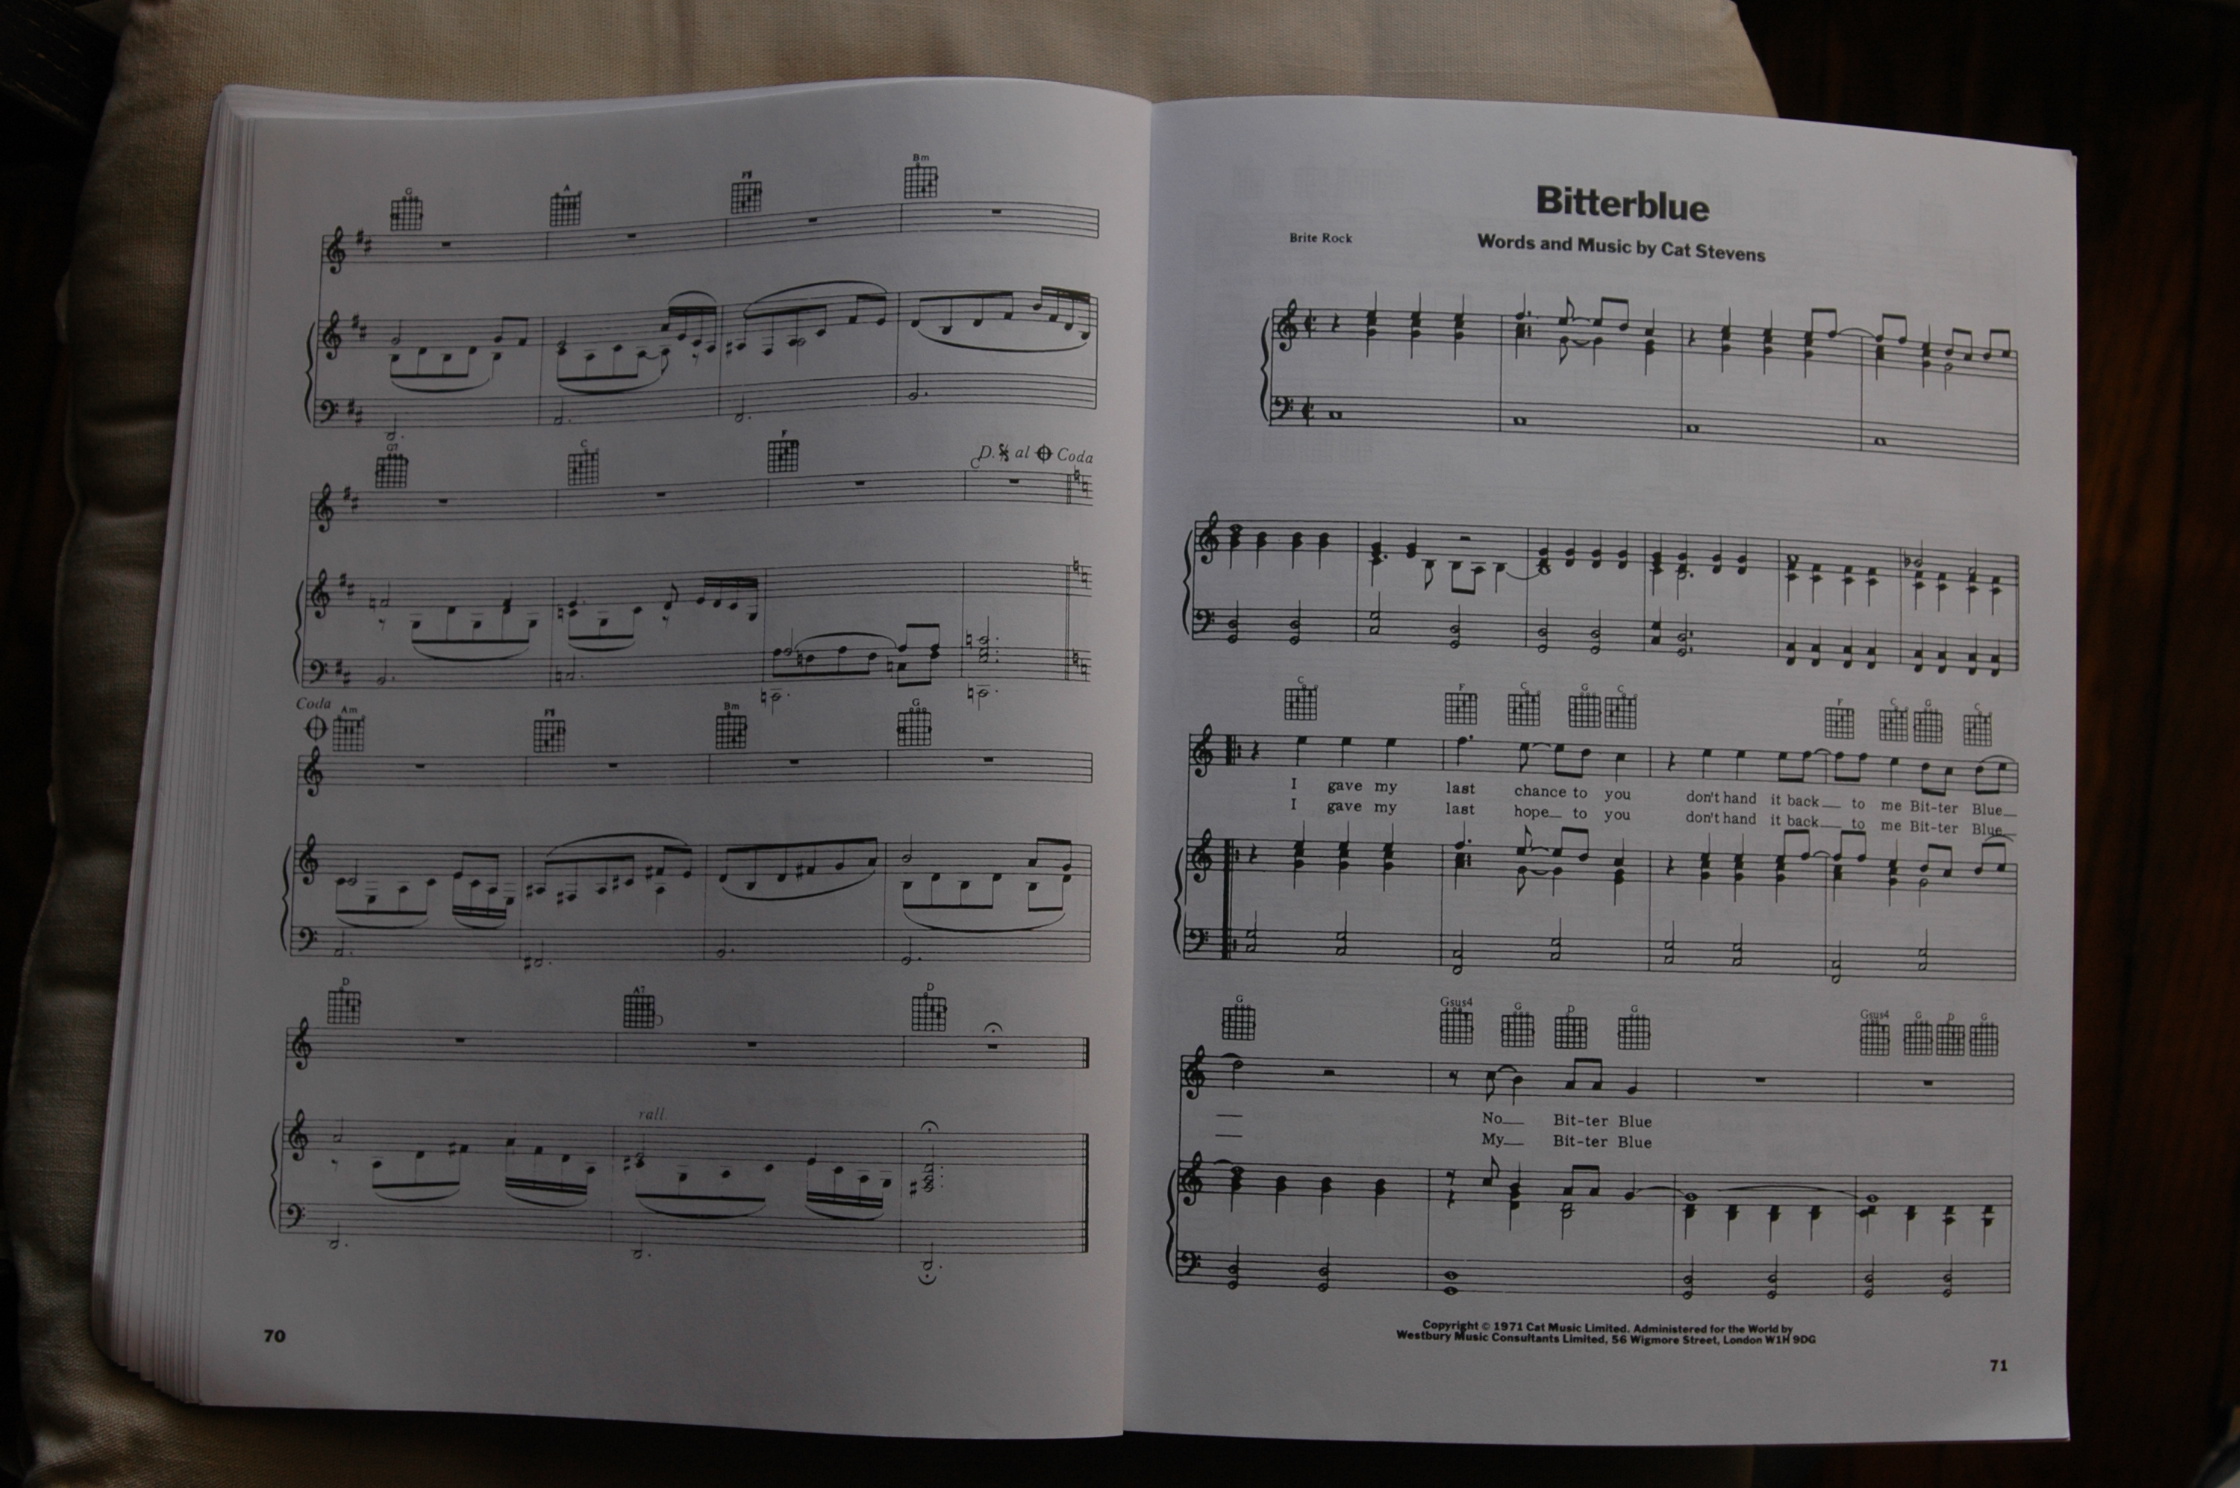 G A F# Bm
G7 C F D.𝄋 al 𝄌 Coda
C
Coda
Am F# Bm G
D A7 D
rall.
70
Bitterblue
Brite Rock
Words and Music by Cat Stevens
C F C G C F C G C
I gave my last chance to you don't hand it back to me Bit-ter Blue
I gave my last hope to you don't hand it back to me Bit-ter Blue
G Gsus4 G D G Gsus4 G D G
No Bit-ter Blue
My Bit-ter Blue
Copyright © 1971 Cat Music Limited. Administered for the World by
Westbury Music Consultants Limited, 56 Wigmore Street, London W1H 9DG
71